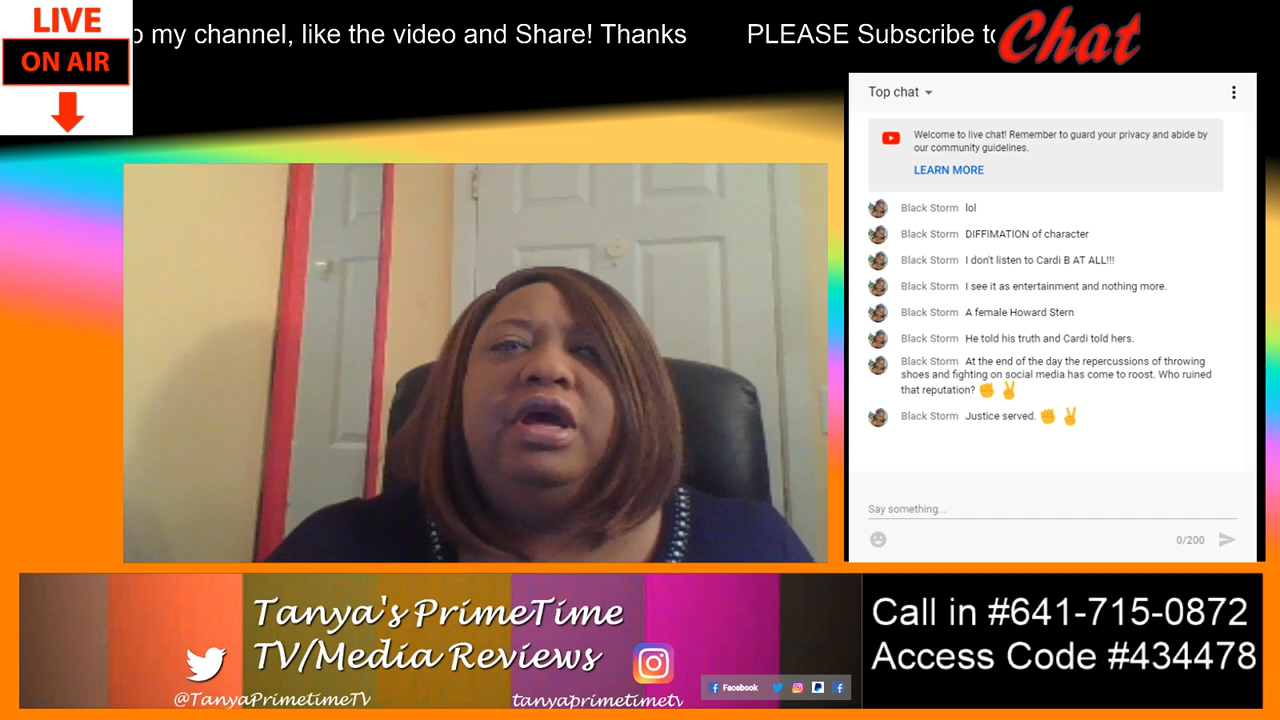 LIVE
ON AIR
o my channel, like the video and Share! Thanks PLEASE Subscribe to
Chat
Top chat
Welcome to live chat! Remember to guard your privacy and abide by
our community guidelines.
LEARN MORE
Black Storm lol
Black Storm DIFFIMATION of character
Black Storm I don't listen to Cardi B AT ALL!!!
Black Storm I see it as entertainment and nothing more.
Black Storm A female Howard Stern
Black Storm He told his truth and Cardi told hers.
Black Storm At the end of the day the repercussions of throwing
shoes and fighting on social media has come to roost. Who ruined
that reputation? ✊ ✌
Black Storm Justice served. ✊ ✌
Say something...
0/200
Tanya's PrimeTime
TV/Media Reviews
@TanyaPrimetimeTV
tanyaprimetimetv
Facebook
Call in #641-715-0872
Access Code #434478